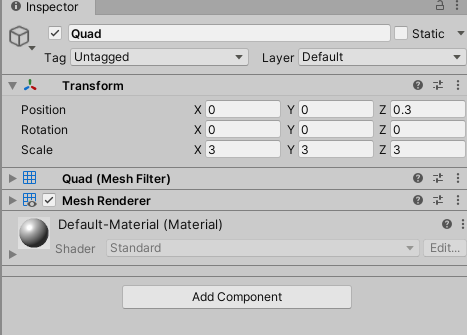 Inspector
Quad
Static
Tag Untagged Layer Default
Transform
Position X 0 Y 0 Z 0.3
Rotation X 0 Y 0 Z 0
Scale X 3 Y 3 Z 3
Quad (Mesh Filter)
Mesh Renderer
Default-Material (Material)
Shader Standard Edit...
Add Component